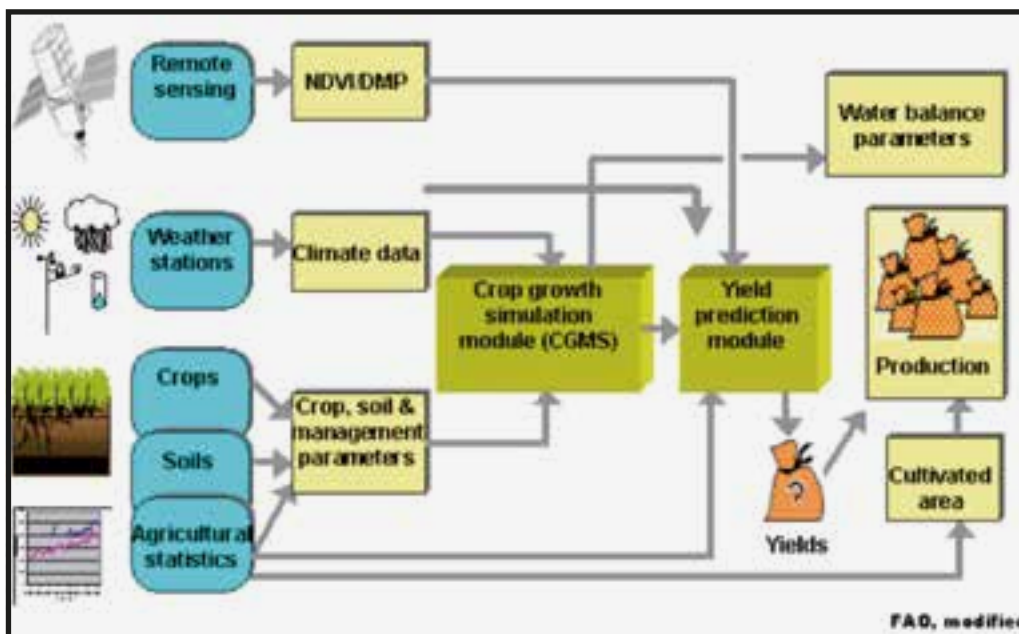 Remote
sensing
NDVI/DMP
Water balance
parameters
Weather
stations
Climate data
Crop growth
simulation
module (CGMS)
Yield
prediction
module
Production
Crops
Soils
Agricultural
statistics
Crop, soil &
management
parameters
?
Yields
Cultivated
area
FAO, modified